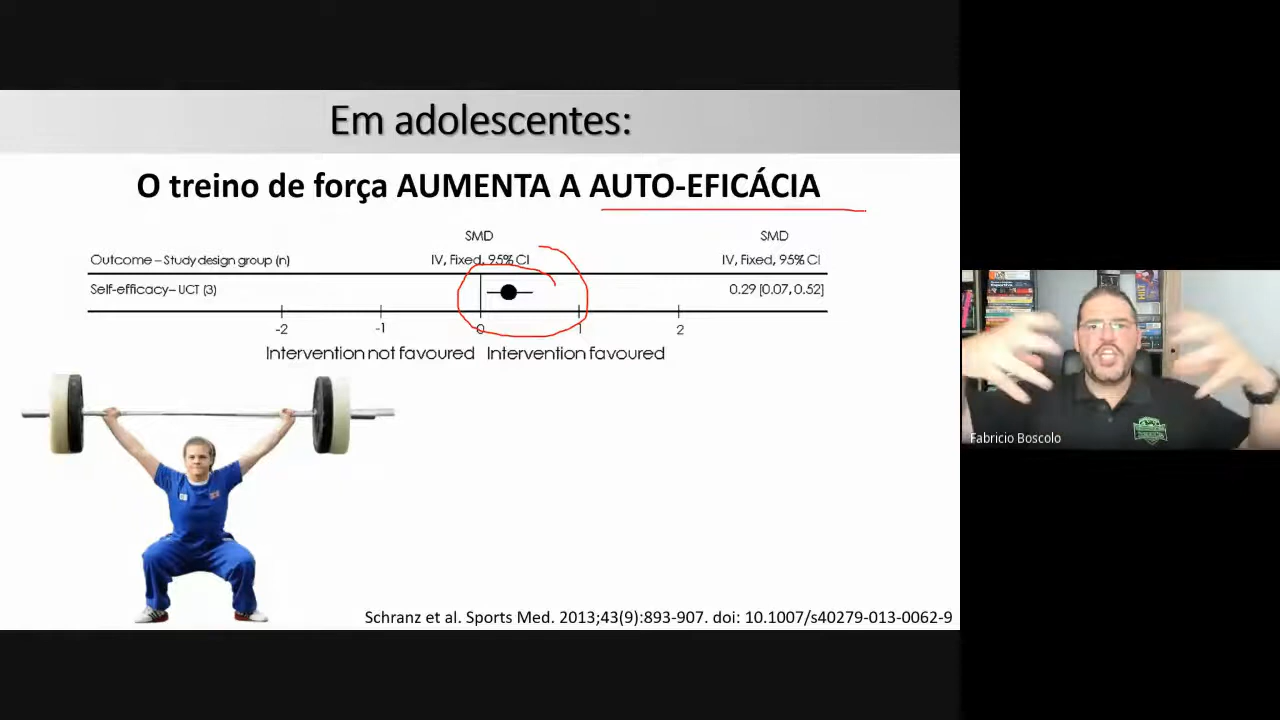 Em adolescentes:
O treino de força AUMENTA A AUTO-EFICÁCIA
SMD SMD
Outcome – Study design group (n) IV, Fixed, 95% CI IV, Fixed, 95% CI
Self-efficacy– UCT (3) 0.29 [0.07, 0.52]
-2 -1 0 1 2
Intervention not favoured Intervention favoured
Schranz et al. Sports Med. 2013;43(9):893-907. doi: 10.1007/s40279-013-0062-9
Fabricio Boscolo
HIIT